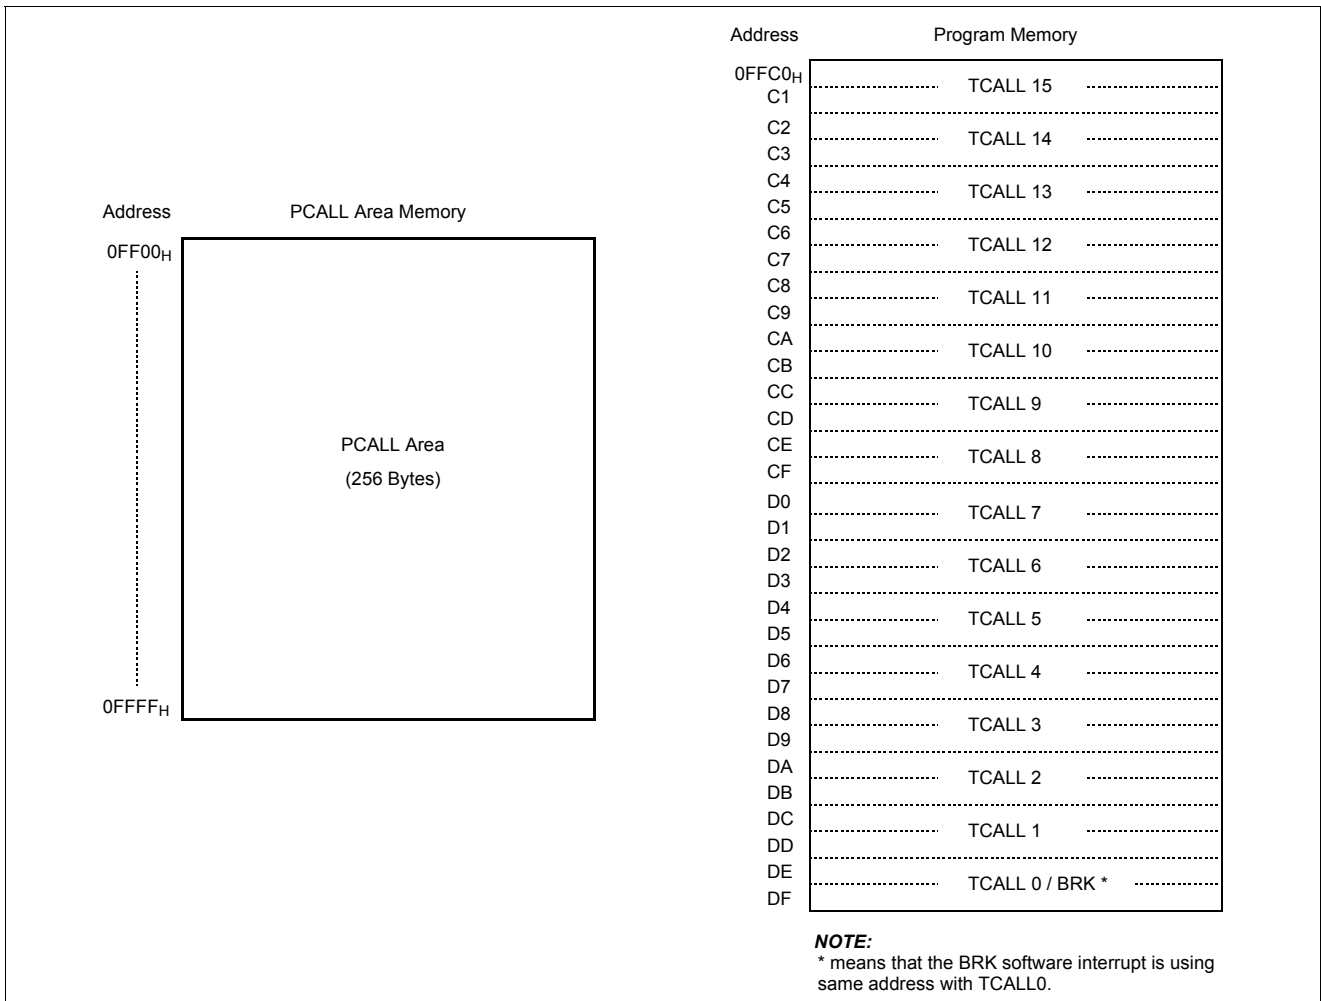 Address PCALL Area Memory
0FF00H
PCALL Area
(256 Bytes)
0FFFFH
Address Program Memory
0FFC0H
C1
TCALL 15
C2
C3
TCALL 14
C4
C5
TCALL 13
C6
C7
TCALL 12
C8
C9
TCALL 11
CA
CB
TCALL 10
CC
CD
TCALL 9
CE
CF
TCALL 8
D0
D1
TCALL 7
D2
D3
TCALL 6
D4
D5
TCALL 5
D6
D7
TCALL 4
D8
D9
TCALL 3
DA
DB
TCALL 2
DC
DD
TCALL 1
DE
DF
TCALL 0 / BRK *
NOTE:
* means that the BRK software interrupt is using
same address with TCALL0.